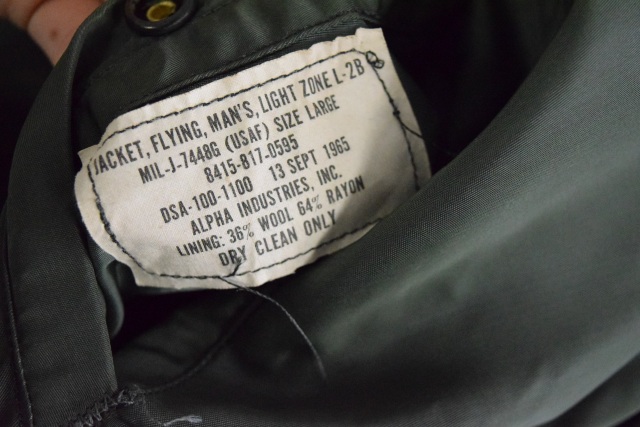 JACKET, FLYING, MAN'S, LIGHT ZONE L-2B
MIL-J-7448G (USAF) SIZE LARGE
8415-817-0595
DSA-100-1100 13 SEPT 1965
ALPHA INDUSTRIES, INC.
LINING: 36% WOOL 64% RAYON
DRY CLEAN ONLY